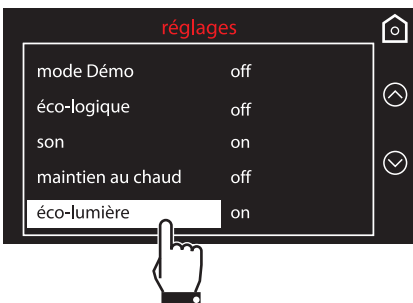 réglages
mode Démo off
éco-logique off
son on
maintien au chaud off
éco-lumière on